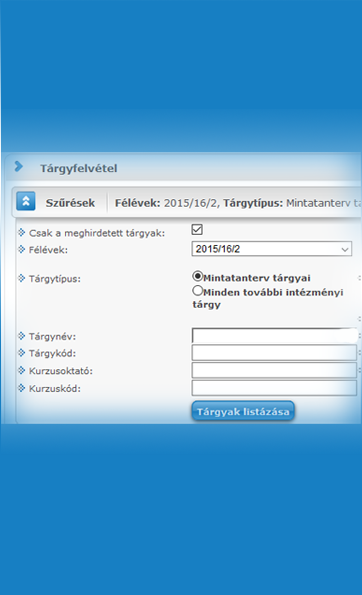 Tárgyfelvétel
Szűrések Félévek: 2015/16/2, Tárgytípus: Mintatanterv
Csak a meghirdetett tárgyak:
Félévek: 2015/16/2
Tárgytípus: Mintatanterv tárgyai
Minden további intézményi
tárgy
Tárgynév:
Tárgykód:
Kurzusoktató:
Kurzuskód:
Tárgyak listázása